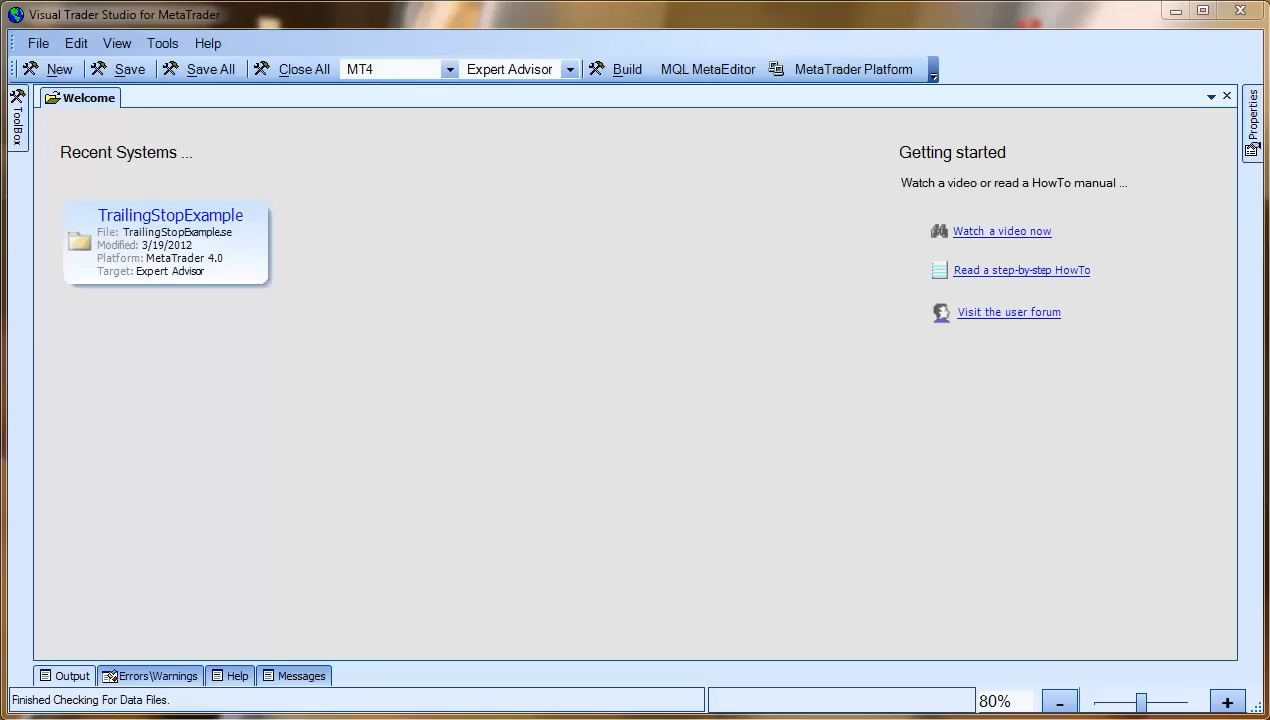 Visual Trader Studio for MetaTrader
File Edit View Tools Help
New Save Save All Close All MT4 Expert Advisor Build MQL MetaEditor MetaTrader Platform
ToolBox
Welcome
Properties
Recent Systems ...
TrailingStopExample
File: TrailingStopExample.se
Modified: 3/19/2012
Platform: MetaTrader 4.0
Target: Expert Advisor
Getting started
Watch a video or read a HowTo manual ...
Watch a video now
Read a step-by-step HowTo
Visit the user forum
Output Errors\Warnings Help Messages
Finished Checking For Data Files.
80% - +